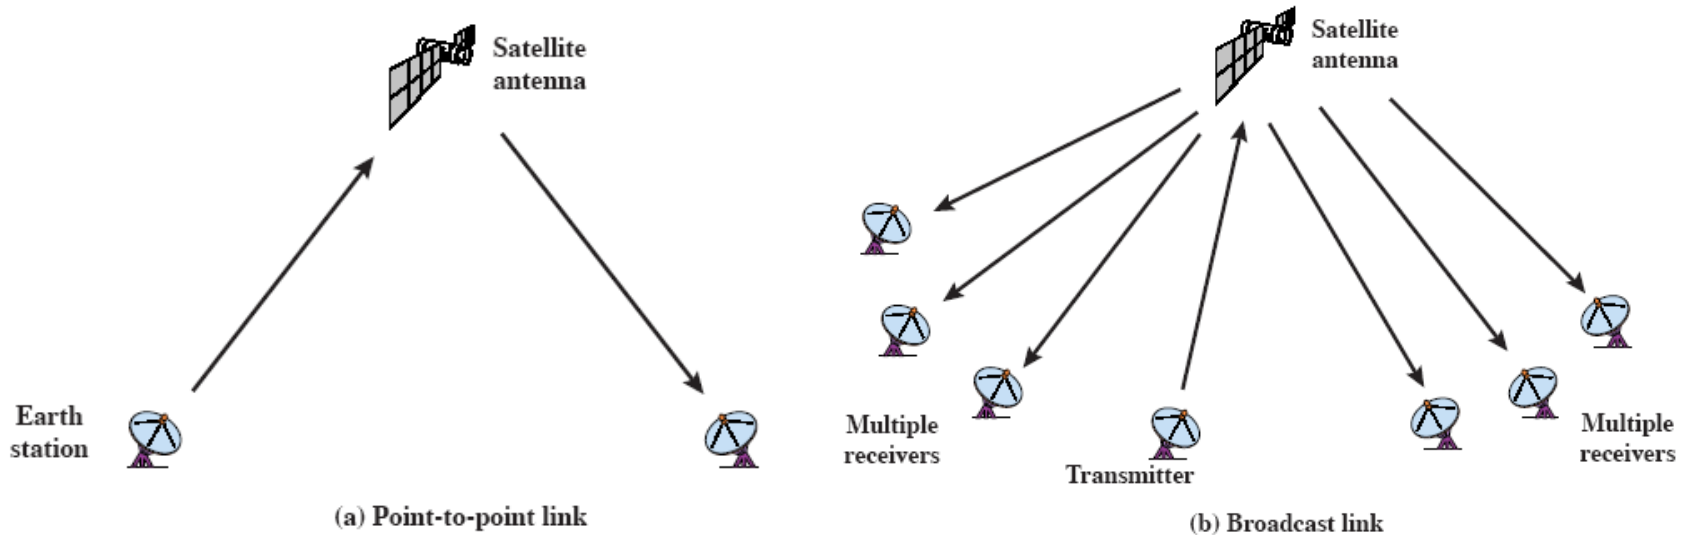 Satellite
antenna
Earth
station
(a) Point-to-point link
Satellite
antenna
Multiple
receivers
Transmitter
Multiple
receivers
(b) Broadcast link